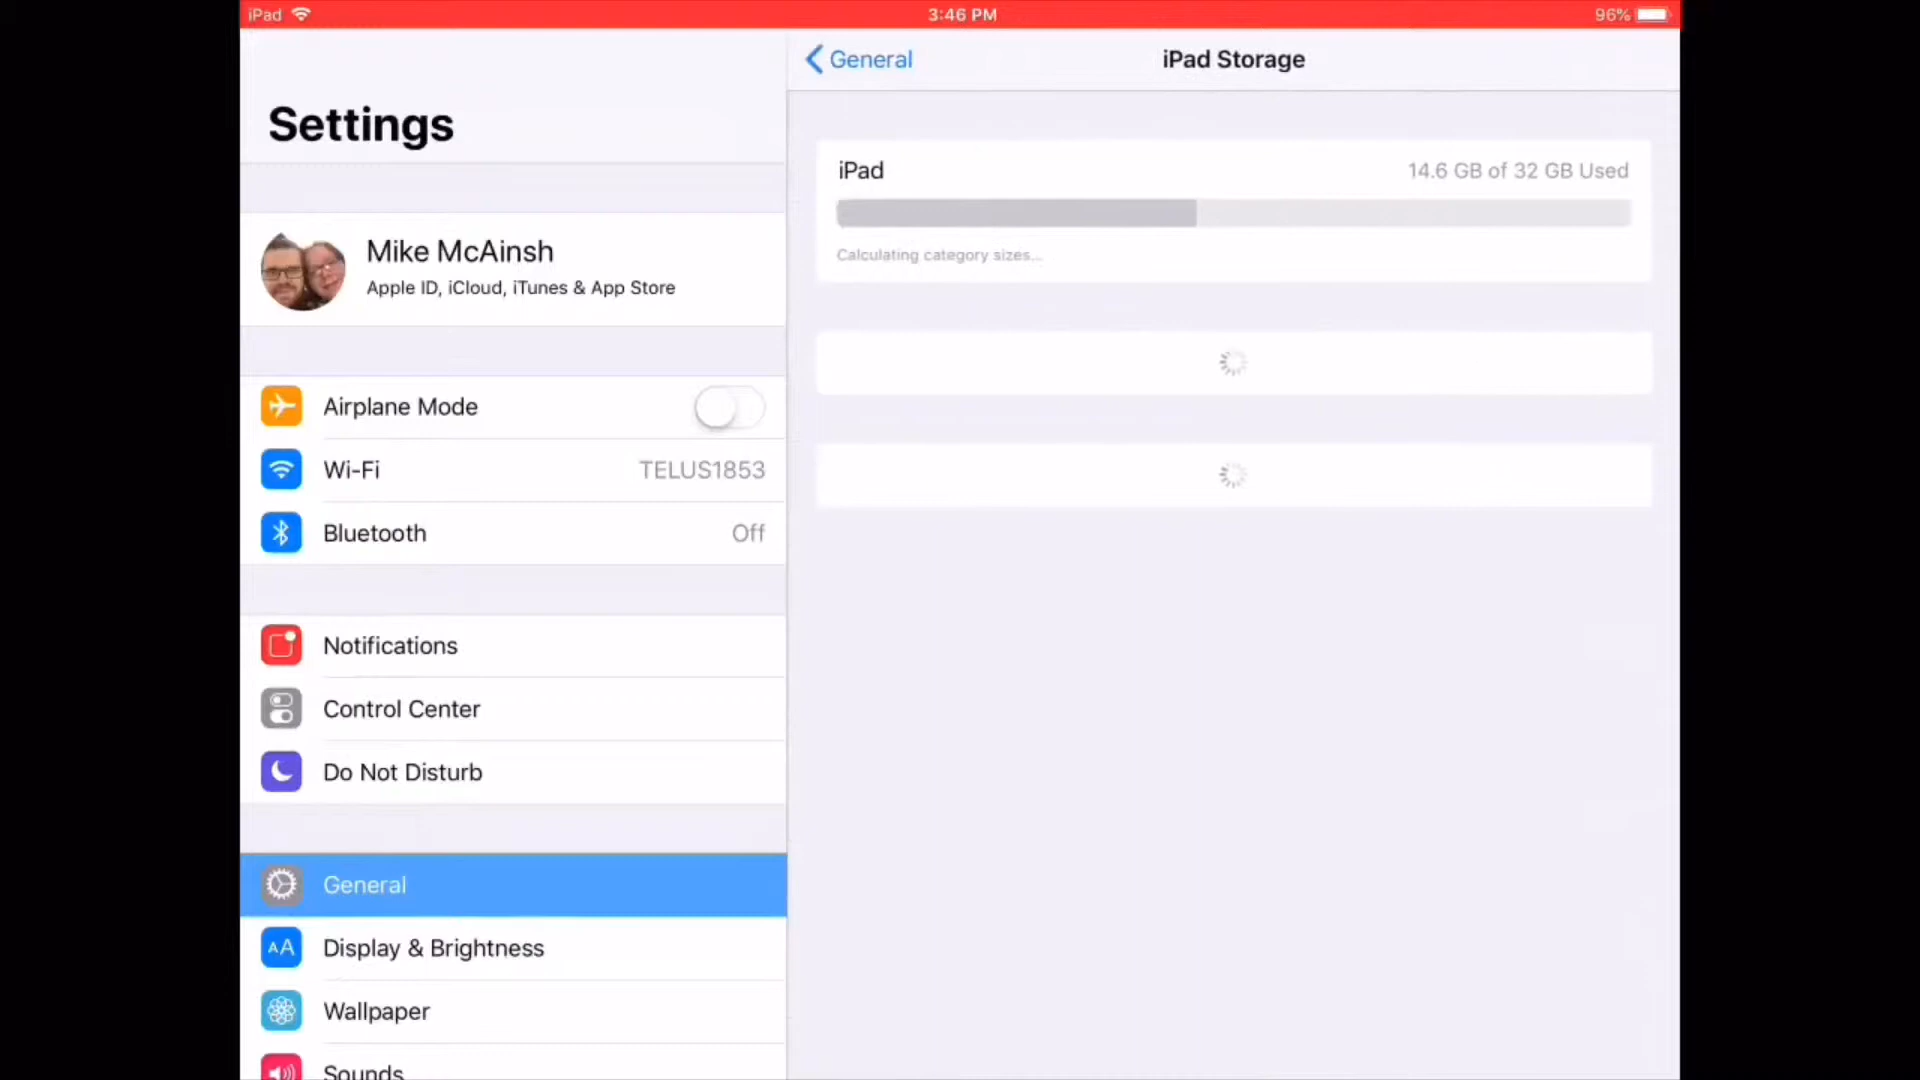 iPad
3:46 PM
96%
Settings
Mike McAinsh
Apple ID, iCloud, iTunes & App Store
Airplane Mode
Wi-Fi
TELUS1853
Bluetooth
Off
Notifications
Control Center
Do Not Disturb
General
AA
Display & Brightness
Wallpaper
Sounds
General
iPad Storage
iPad
14.6 GB of 32 GB Used
Calculating category sizes...